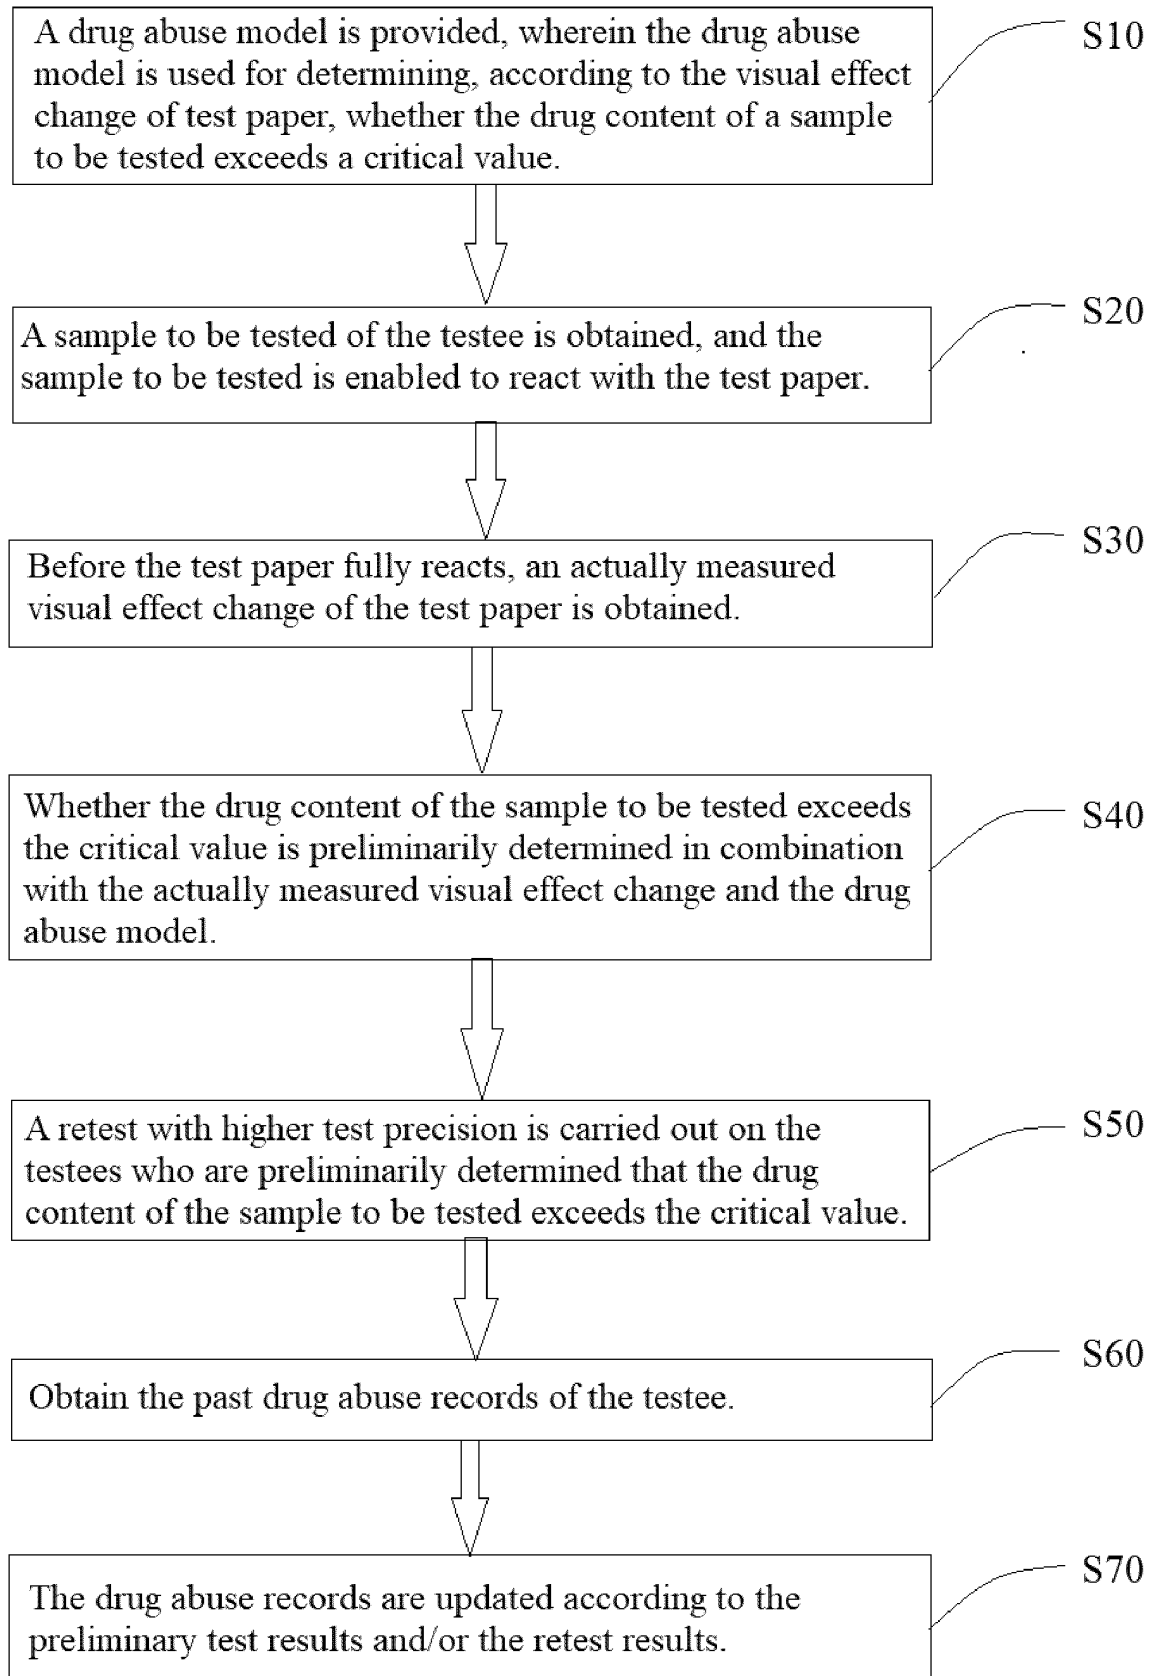 A drug abuse model is provided, wherein the drug abuse
model is used for determining, according to the visual effect
change of test paper, whether the drug content of a sample
to be tested exceeds a critical value.
S10
A sample to be tested of the testee is obtained, and the
sample to be tested is enabled to react with the test paper.
S20
Before the test paper fully reacts, an actually measured
visual effect change of the test paper is obtained.
S30
Whether the drug content of the sample to be tested exceeds
the critical value is preliminarily determined in combination
with the actually measured visual effect change and the drug
abuse model.
S40
A retest with higher test precision is carried out on the
testees who are preliminarily determined that the drug
content of the sample to be tested exceeds the critical value.
S50
Obtain the past drug abuse records of the testee.
S60
The drug abuse records are updated according to the
preliminary test results and/or the retest results.
S70